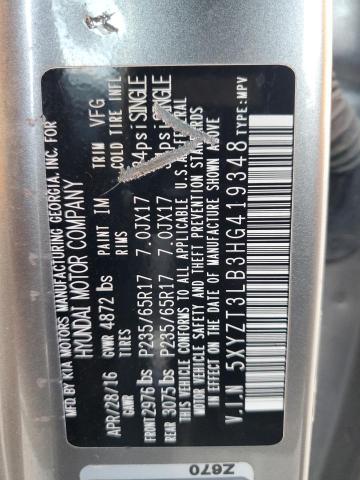 MFD BY KIA MOTORS MANUFACTURING GEORGIA, INC. FOR
HYUNDAI MOTOR COMPANY
APR/28/16 GVWR 4872 lbs PAINT IM TRIM VFG
GAWR TIRES RIMS COLD TIRE INFL
FRONT 2976 lbs P235/65R17 7.0JX17 34psi SINGLE
REAR 3075 lbs P235/65R17 7.0JX17 psi SINGLE
THIS VEHICLE CONFORMS TO ALL APPLICABLE U.S.A. FEDERAL
MOTOR VEHICLE SAFETY AND THEFT PREVENTION STANDARDS
IN EFFECT ON THE DATE OF MANUFACTURE SHOWN ABOVE
V.I.N 5XYZT3LB3HG419348 TYPE:MPV
Z670